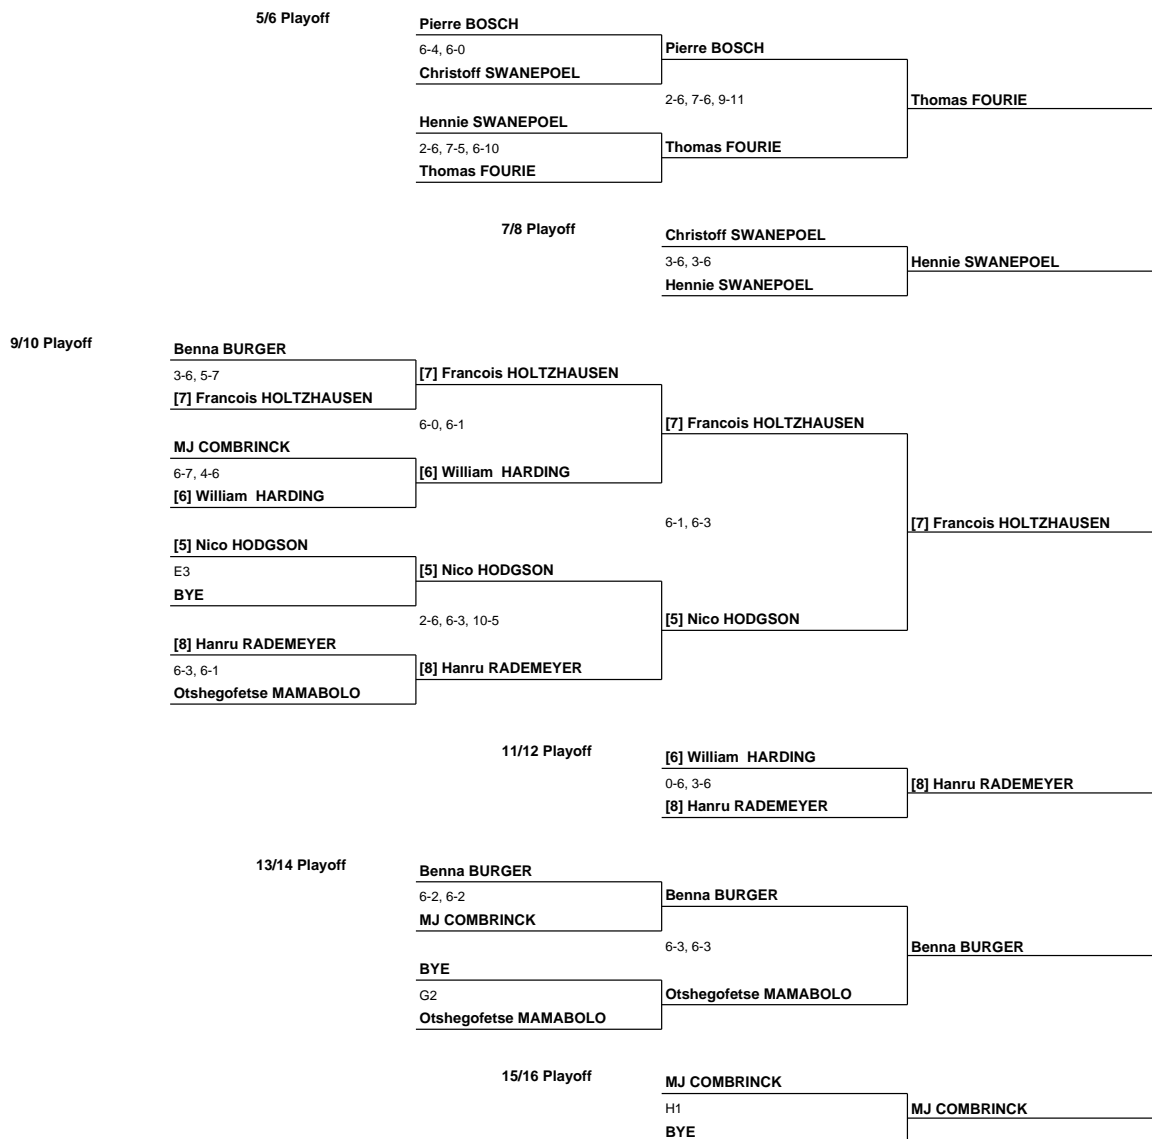 5/6 Playoff
Pierre BOSCH
6-4, 6-0
Christoff SWANEPOEL
Pierre BOSCH
2-6, 7-6, 9-11
Thomas FOURIE
Hennie SWANEPOEL
2-6, 7-5, 6-10
Thomas FOURIE
Thomas FOURIE
7/8 Playoff
Christoff SWANEPOEL
3-6, 3-6
Hennie SWANEPOEL
Hennie SWANEPOEL
9/10 Playoff
Benna BURGER
3-6, 5-7
[7] Francois HOLTZHAUSEN
[7] Francois HOLTZHAUSEN
6-0, 6-1
[7] Francois HOLTZHAUSEN
MJ COMBRINCK
6-7, 4-6
[6] William  HARDING
[6] William  HARDING
6-1, 6-3
[7] Francois HOLTZHAUSEN
[5] Nico HODGSON
E3
BYE
[5] Nico HODGSON
2-6, 6-3, 10-5
[5] Nico HODGSON
[8] Hanru RADEMEYER
6-3, 6-1
Otshegofetse MAMABOLO
[8] Hanru RADEMEYER
11/12 Playoff
[6] William  HARDING
0-6, 3-6
[8] Hanru RADEMEYER
[8] Hanru RADEMEYER
13/14 Playoff
Benna BURGER
6-2, 6-2
MJ COMBRINCK
Benna BURGER
6-3, 6-3
Benna BURGER
BYE
G2
Otshegofetse MAMABOLO
Otshegofetse MAMABOLO
15/16 Playoff
MJ COMBRINCK
H1
BYE
MJ COMBRINCK